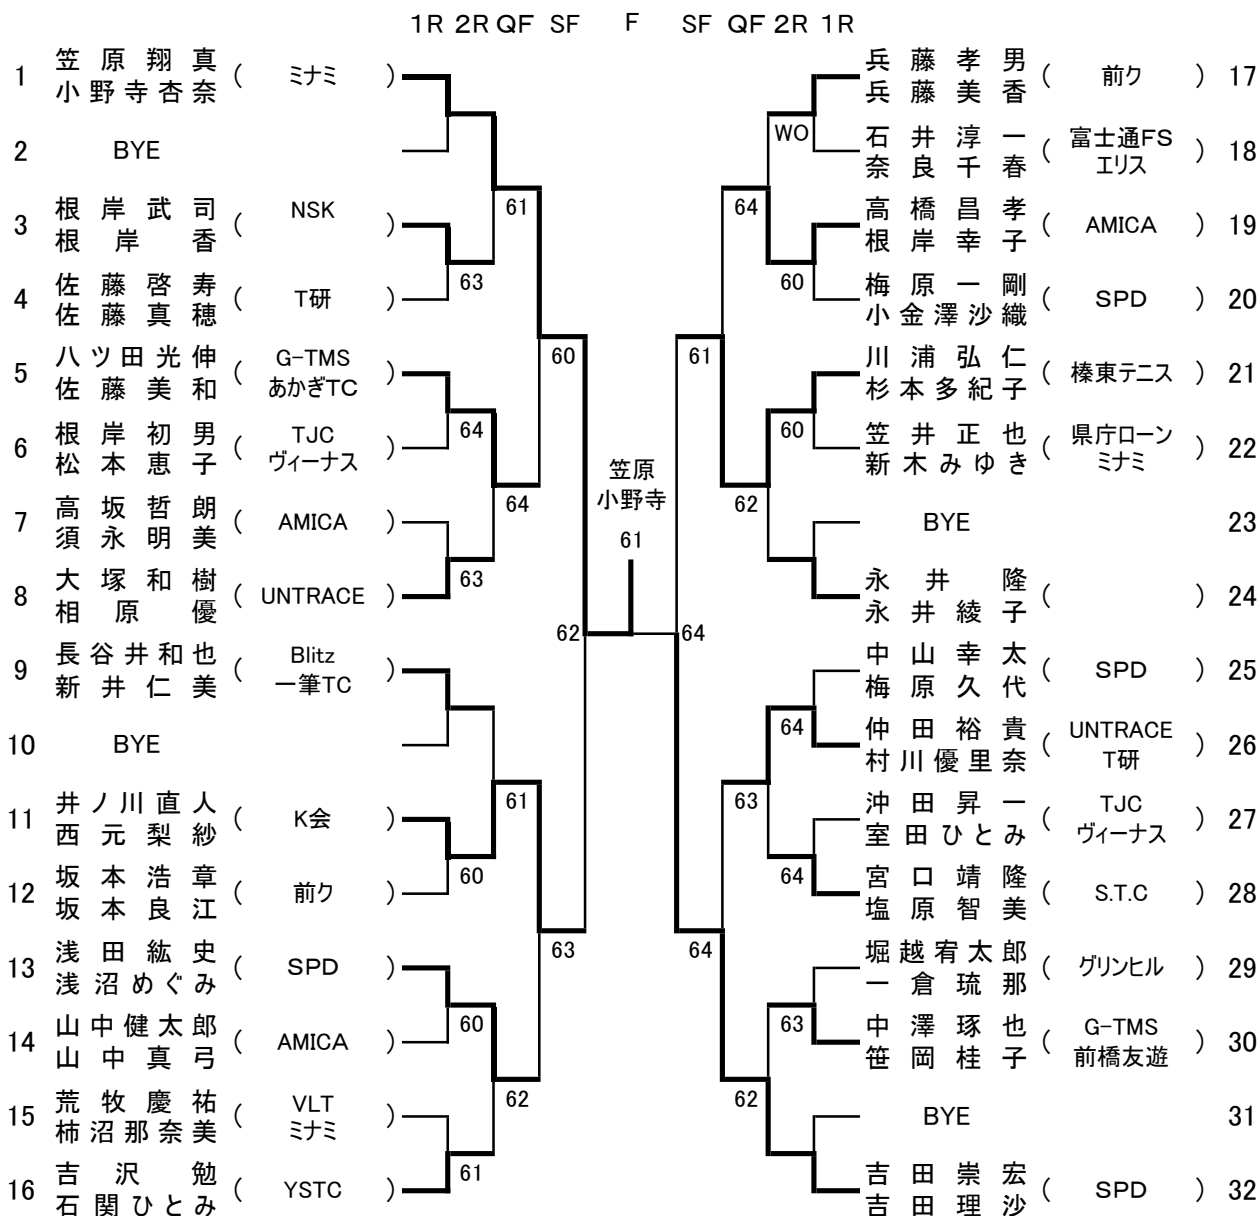 1R 2R QF SF F SF QF 2R 1R
1 笠原翔真 小野寺杏奈 ( ミナミ )
2 BYE
3 根岸武司 根岸香 ( NSK )
4 佐藤啓寿 佐藤真穂 ( T研 )
5 八ツ田光伸 佐藤美和 ( G-TMS あかぎTC )
6 根岸初男 松本恵子 ( TJC ヴィーナス )
7 高坂哲朗 須永明美 ( AMICA )
8 大塚和樹 相原優 ( UNTRACE )
9 長谷井和也 新井仁美 ( Blitz 一筆TC )
10 BYE
11 井ノ川直人 西元梨紗 ( K会 )
12 坂本浩章 坂本良江 ( 前ク )
13 浅田紘史 浅沼めぐみ ( SPD )
14 山中健太郎 山中真弓 ( AMICA )
15 荒牧慶祐 柿沼那奈美 ( VLT ミナミ )
16 吉沢勉 石関ひとみ ( YSTC )
63
64
63
60
60
61
61
64
61
62
60
63
62
笠原
小野寺
61
64
61
64
64
62
63
62
WO
60
60
64
64
63
兵藤孝男 兵藤美香 ( 前ク ) 17
石井淳一 奈良千春 ( 富士通FS エリス ) 18
高橋昌孝 根岸幸子 ( AMICA ) 19
梅原一剛 小金澤沙織 ( SPD ) 20
川浦弘仁 杉本多紀子 ( 榛東テニス ) 21
笠井正也 新木みゆき ( 県庁ローン ミナミ ) 22
BYE 23
永井隆 永井綾子 ( ) 24
中山幸太 梅原久代 ( SPD ) 25
仲田裕貴 村川優里奈 ( UNTRACE T研 ) 26
沖田昇一 室田ひとみ ( TJC ヴィーナス ) 27
宮口靖隆 塩原智美 ( S.T.C ) 28
堀越宥太郎 一倉琉那 ( グリンヒル ) 29
中澤琢也 笹岡桂子 ( G-TMS 前橋友遊 ) 30
BYE 31
吉田崇宏 吉田理沙 ( SPD ) 32